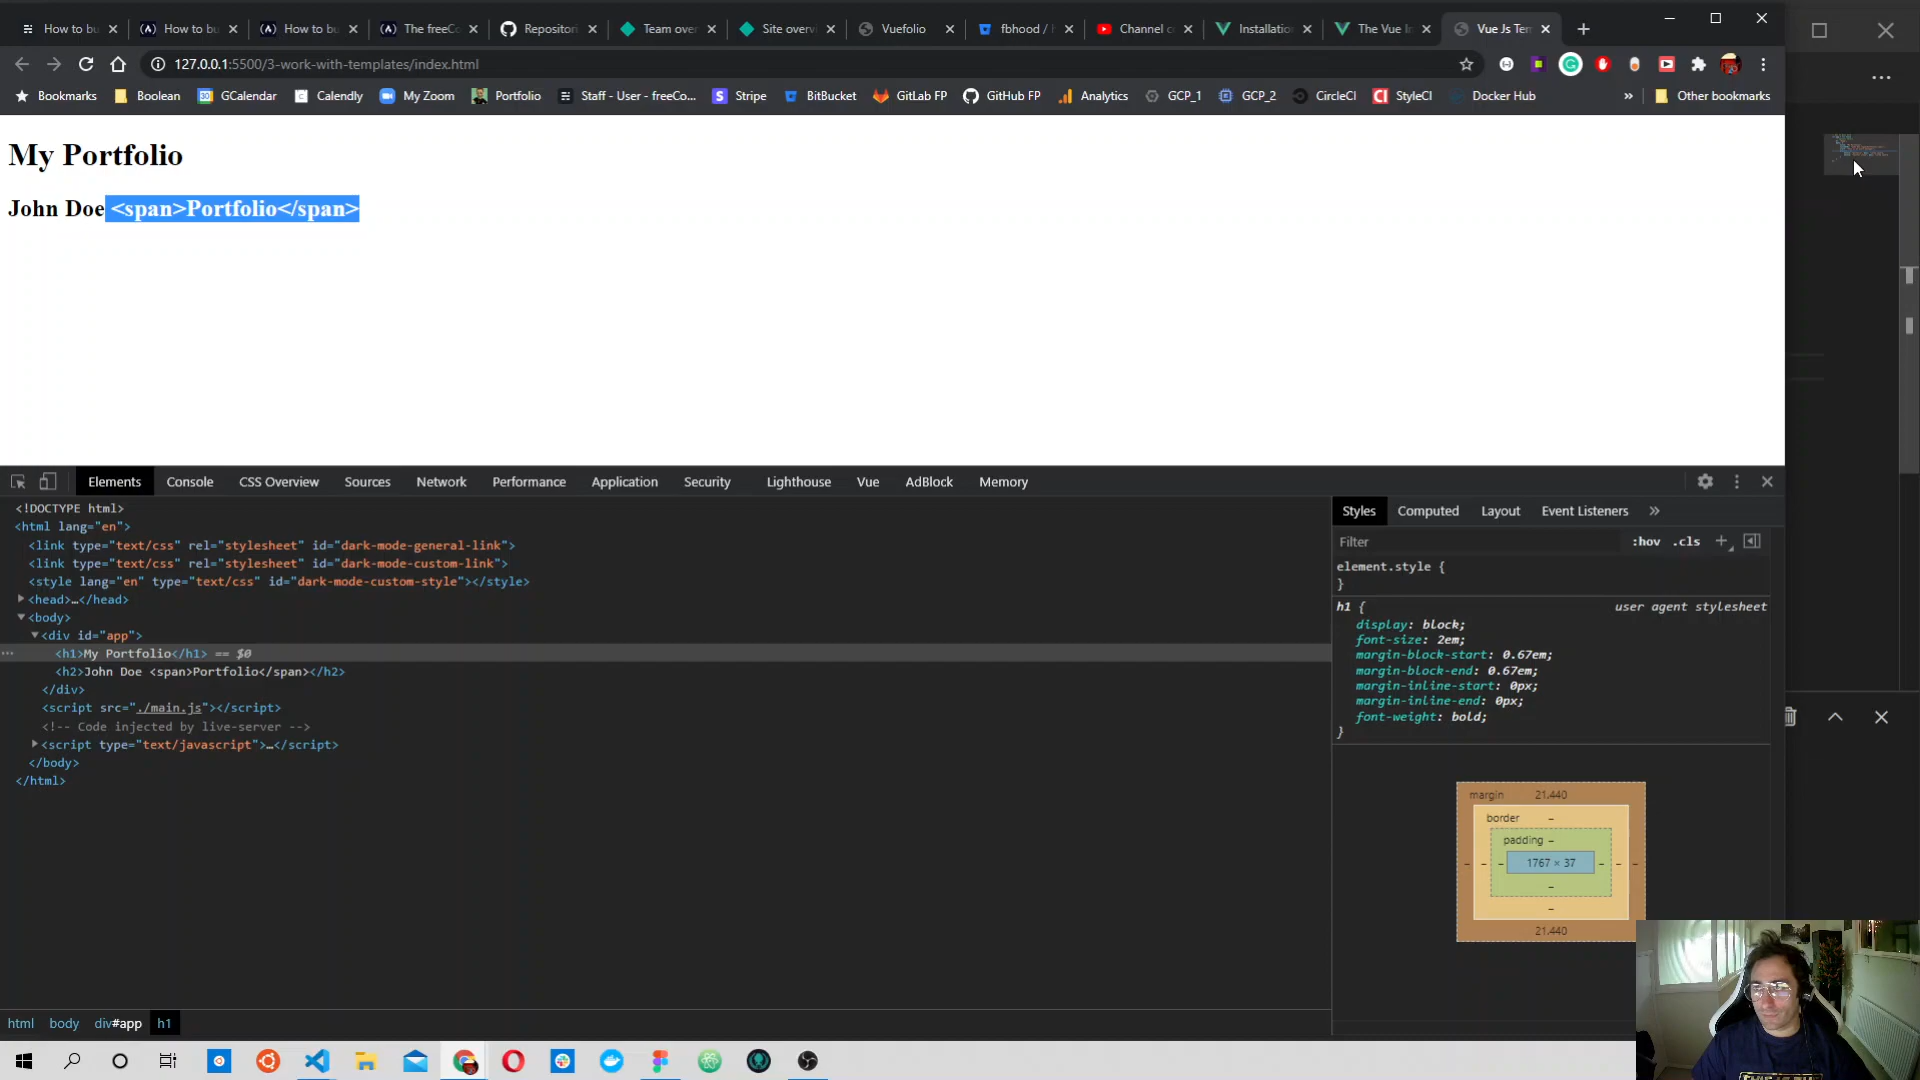 How to bu
How to bu
How to bu
The freeCo
Repositori
Team over
Site overvi
Vuefolio
fbhood / h
Channel c
Installatio
The Vue In
Vue Js Tem
127.0.0.1:5500/3-work-with-templates/index.html
Bookmarks
Boolean
GCalendar
Calendly
My Zoom
Portfolio
Staff - User - freeCo...
Stripe
BitBucket
GitLab FP
GitHub FP
Analytics
GCP_1
GCP_2
CircleCI
StyleCI
Docker Hub
»
Other bookmarks
My Portfolio
John Doe <span>Portfolio</span>
Elements
Console
CSS Overview
Sources
Network
Performance
Application
Security
Lighthouse
Vue
AdBlock
Memory
<!DOCTYPE html>
<html lang="en">
<link type="text/css" rel="stylesheet" id="dark-mode-general-link">
<link type="text/css" rel="stylesheet" id="dark-mode-custom-link">
<style lang="en" type="text/css" id="dark-mode-custom-style"></style>
<head>…</head>
<body>
<div id="app">
<h1>My Portfolio</h1> == $0
<h2>John Doe <span>Portfolio</span></h2>
</div>
<script src="./main.js"></script>
<!-- Code injected by live-server -->
<script type="text/javascript">…</script>
</body>
</html>
html
body
div#app
h1
Styles
Computed
Layout
Event Listeners
»
Filter
:hov
.cls
element.style {
}
h1 {
user agent stylesheet
display: block;
font-size: 2em;
margin-block-start: 0.67em;
margin-block-end: 0.67em;
margin-inline-start: 0px;
margin-inline-end: 0px;
font-weight: bold;
}
margin
21.440
border
–
padding
–
1767 × 37
–
–
21.440